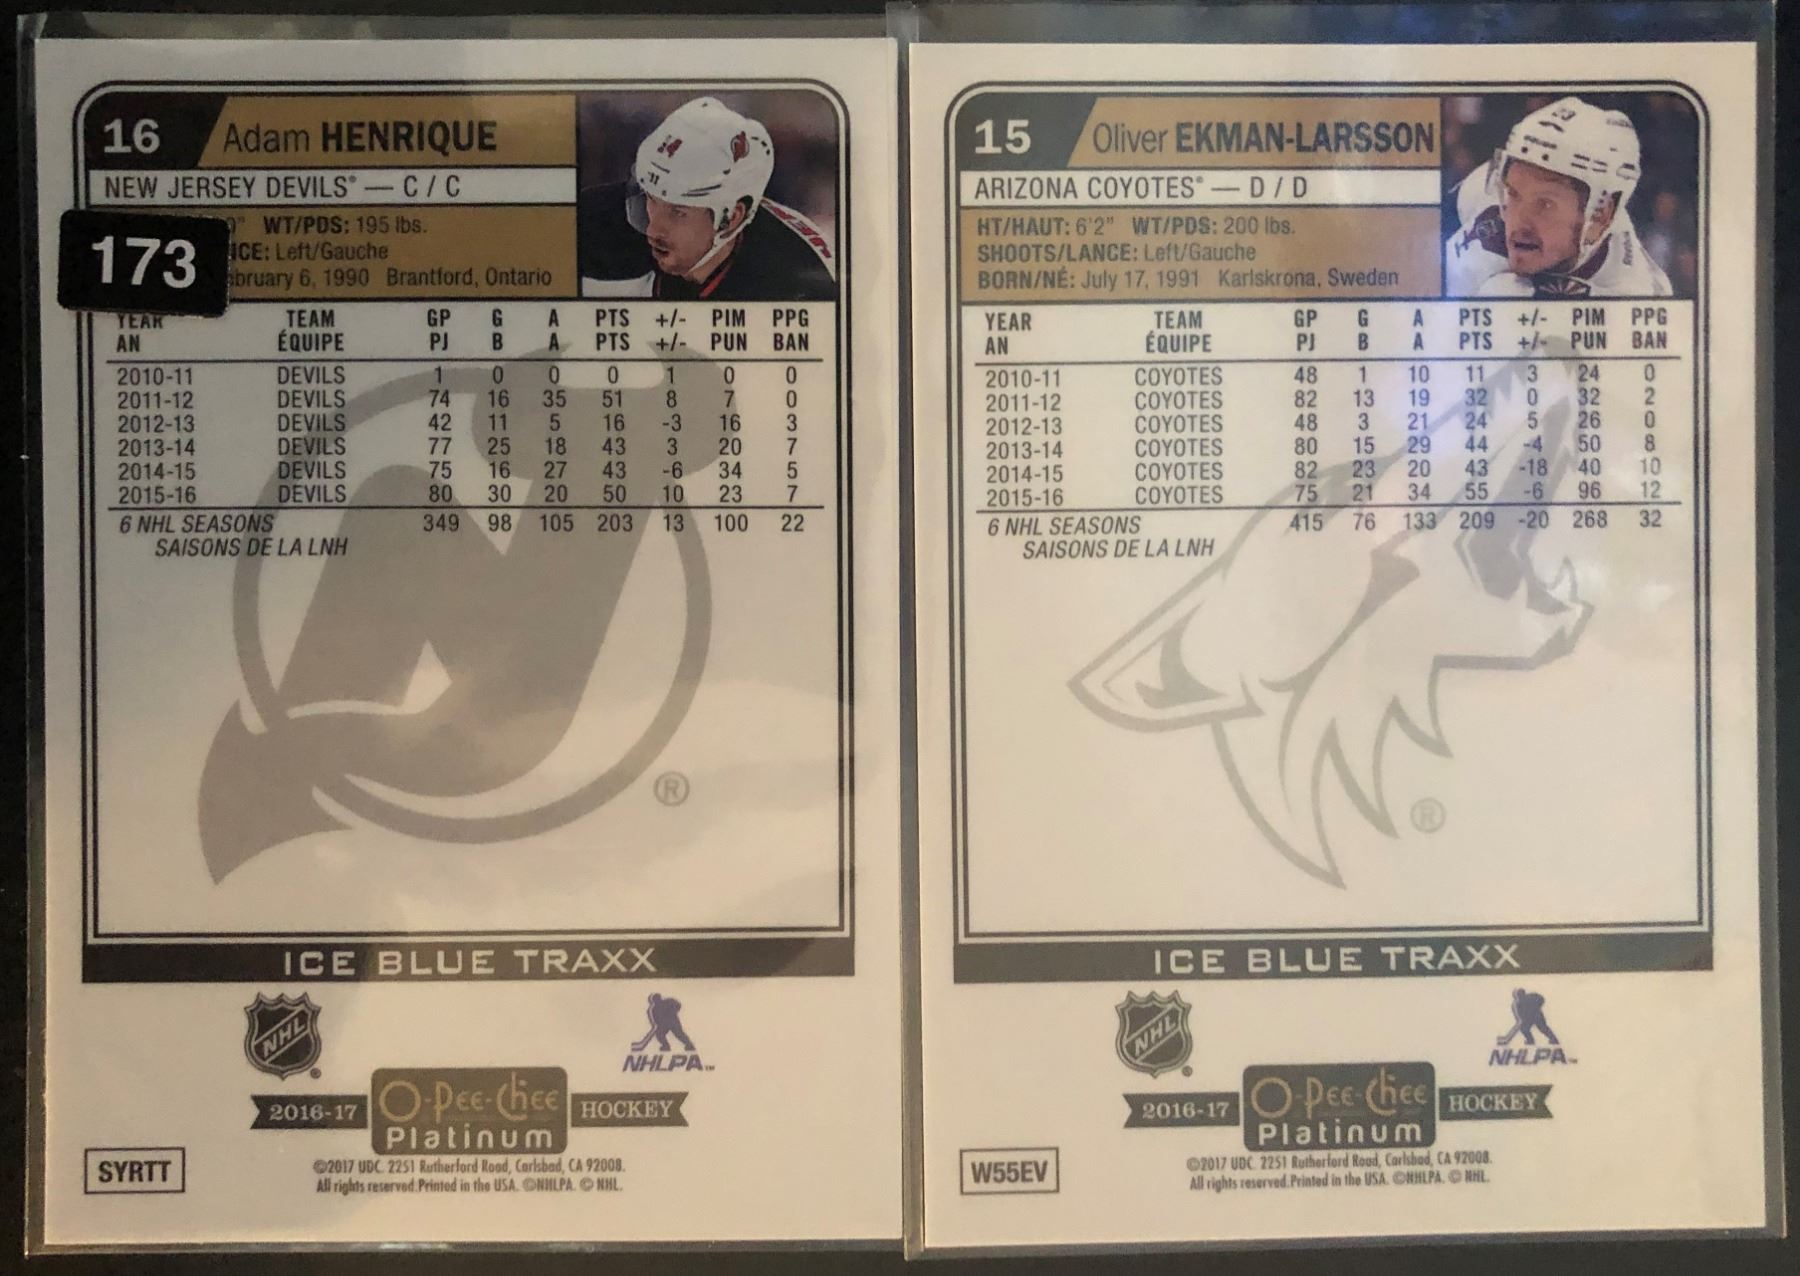 16 Adam HENRIQUE
NEW JERSEY DEVILS® — C / C
0" WT/PDS: 195 lbs.
173
Left/Gauche
6, 1990 Brantford, Ontario
YEAR TEAM GP G A PTS +/- PIM PPG
AN ÉQUIPE PJ B A PTS +/- PUN BAN
2010-11 DEVILS 1 0 0 0 1 0 0
2011-12 DEVILS 74 16 35 51 8 7 0
2012-13 DEVILS 42 11 5 16 -3 16 3
2013-14 DEVILS 77 25 18 43 3 20 7
2014-15 DEVILS 75 16 27 43 -6 34 5
2015-16 DEVILS 80 30 20 50 10 23 7
6 NHL SEASONS 349 98 105 203 13 100 22
SAISONS DE LA LNH
®
ICE BLUE TRAXX
NHL
NHLPA™
2016-17 O-Pee-Chee HOCKEY
Platinum
SYRTT
©2017 UDC. 2251 Rutherford Road, Carlsbad, CA 92008.
All rights reserved. Printed in the USA. ©NHLPA. © NHL.
15 Oliver EKMAN-LARSSON
ARIZONA COYOTES® — D / D
HT/HAUT: 6'2" WT/PDS: 200 lbs.
SHOOTS/LANCE: Left/Gauche
BORN/NÉ: July 17, 1991 Karlskrona, Sweden
YEAR TEAM GP G A PTS +/- PIM PPG
AN ÉQUIPE PJ B A PTS +/- PUN BAN
2010-11 COYOTES 48 1 10 11 3 24 0
2011-12 COYOTES 82 13 19 32 0 32 2
2012-13 COYOTES 48 3 21 24 5 26 0
2013-14 COYOTES 80 15 29 44 -4 50 8
2014-15 COYOTES 82 23 20 43 -18 40 10
2015-16 COYOTES 75 21 34 55 -6 96 12
6 NHL SEASONS 415 76 133 209 -20 268 32
SAISONS DE LA LNH
®
ICE BLUE TRAXX
NHL
NHLPA™
2016-17 O-Pee-Chee HOCKEY
Platinum
W55EV
©2017 UDC. 2251 Rutherford Road, Carlsbad, CA 92008.
All rights reserved. Printed in the USA. ©NHLPA. © NHL.